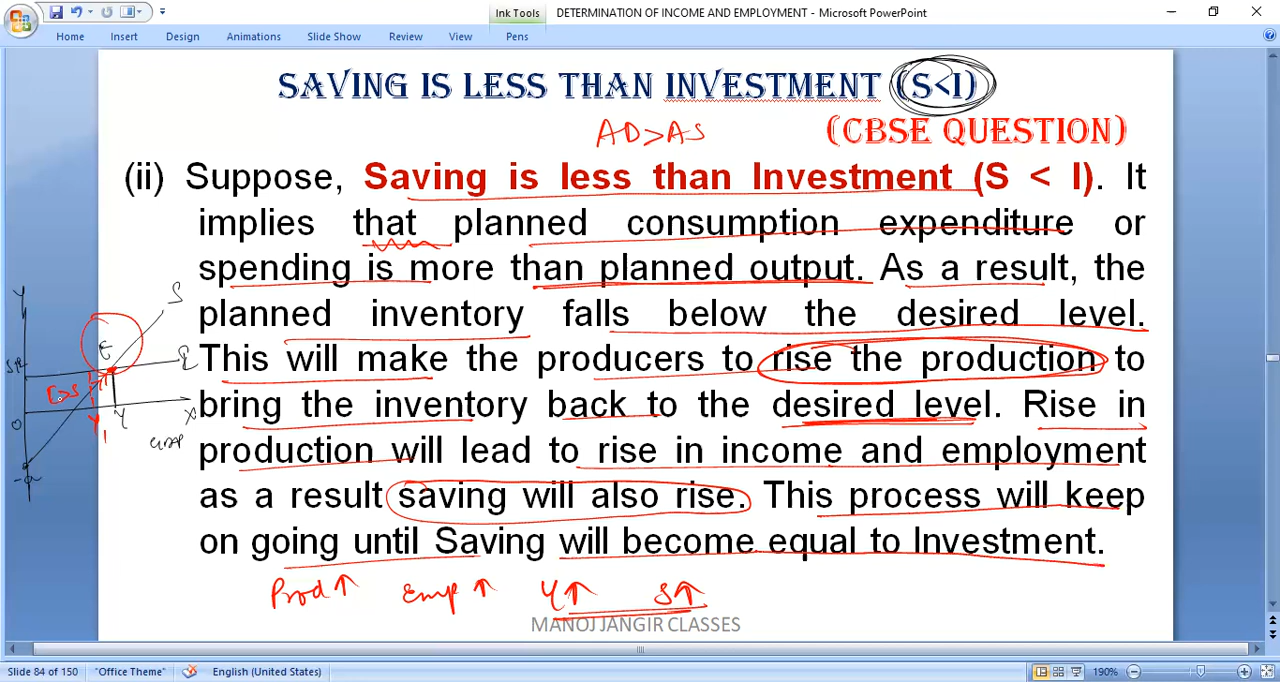 Ink Tools
DETERMINATION OF INCOME AND EMPLOYMENT - Microsoft PowerPoint
Home Insert Design Animations Slide Show Review View Pens
SAVING IS LESS THAN INVESTMENT (S<I)
AD>AS
(CBSE QUESTION)
(ii) Suppose, Saving is less than Investment (S < I). It
implies that planned consumption expenditure or
spending is more than planned output. As a result, the
planned inventory falls below the desired level.
This will make the producers to rise the production to
bring the inventory back to the desired level. Rise in
production will lead to rise in income and employment
as a result saving will also rise. This process will keep
on going until Saving will become equal to Investment.
Y
S
E
O
Y
X
Y1
-a
Prod↑ Emp↑ Y↑ S↑
MANOJ JANGIR CLASSES
Slide 84 of 150 "Office Theme" English (United States) 190%